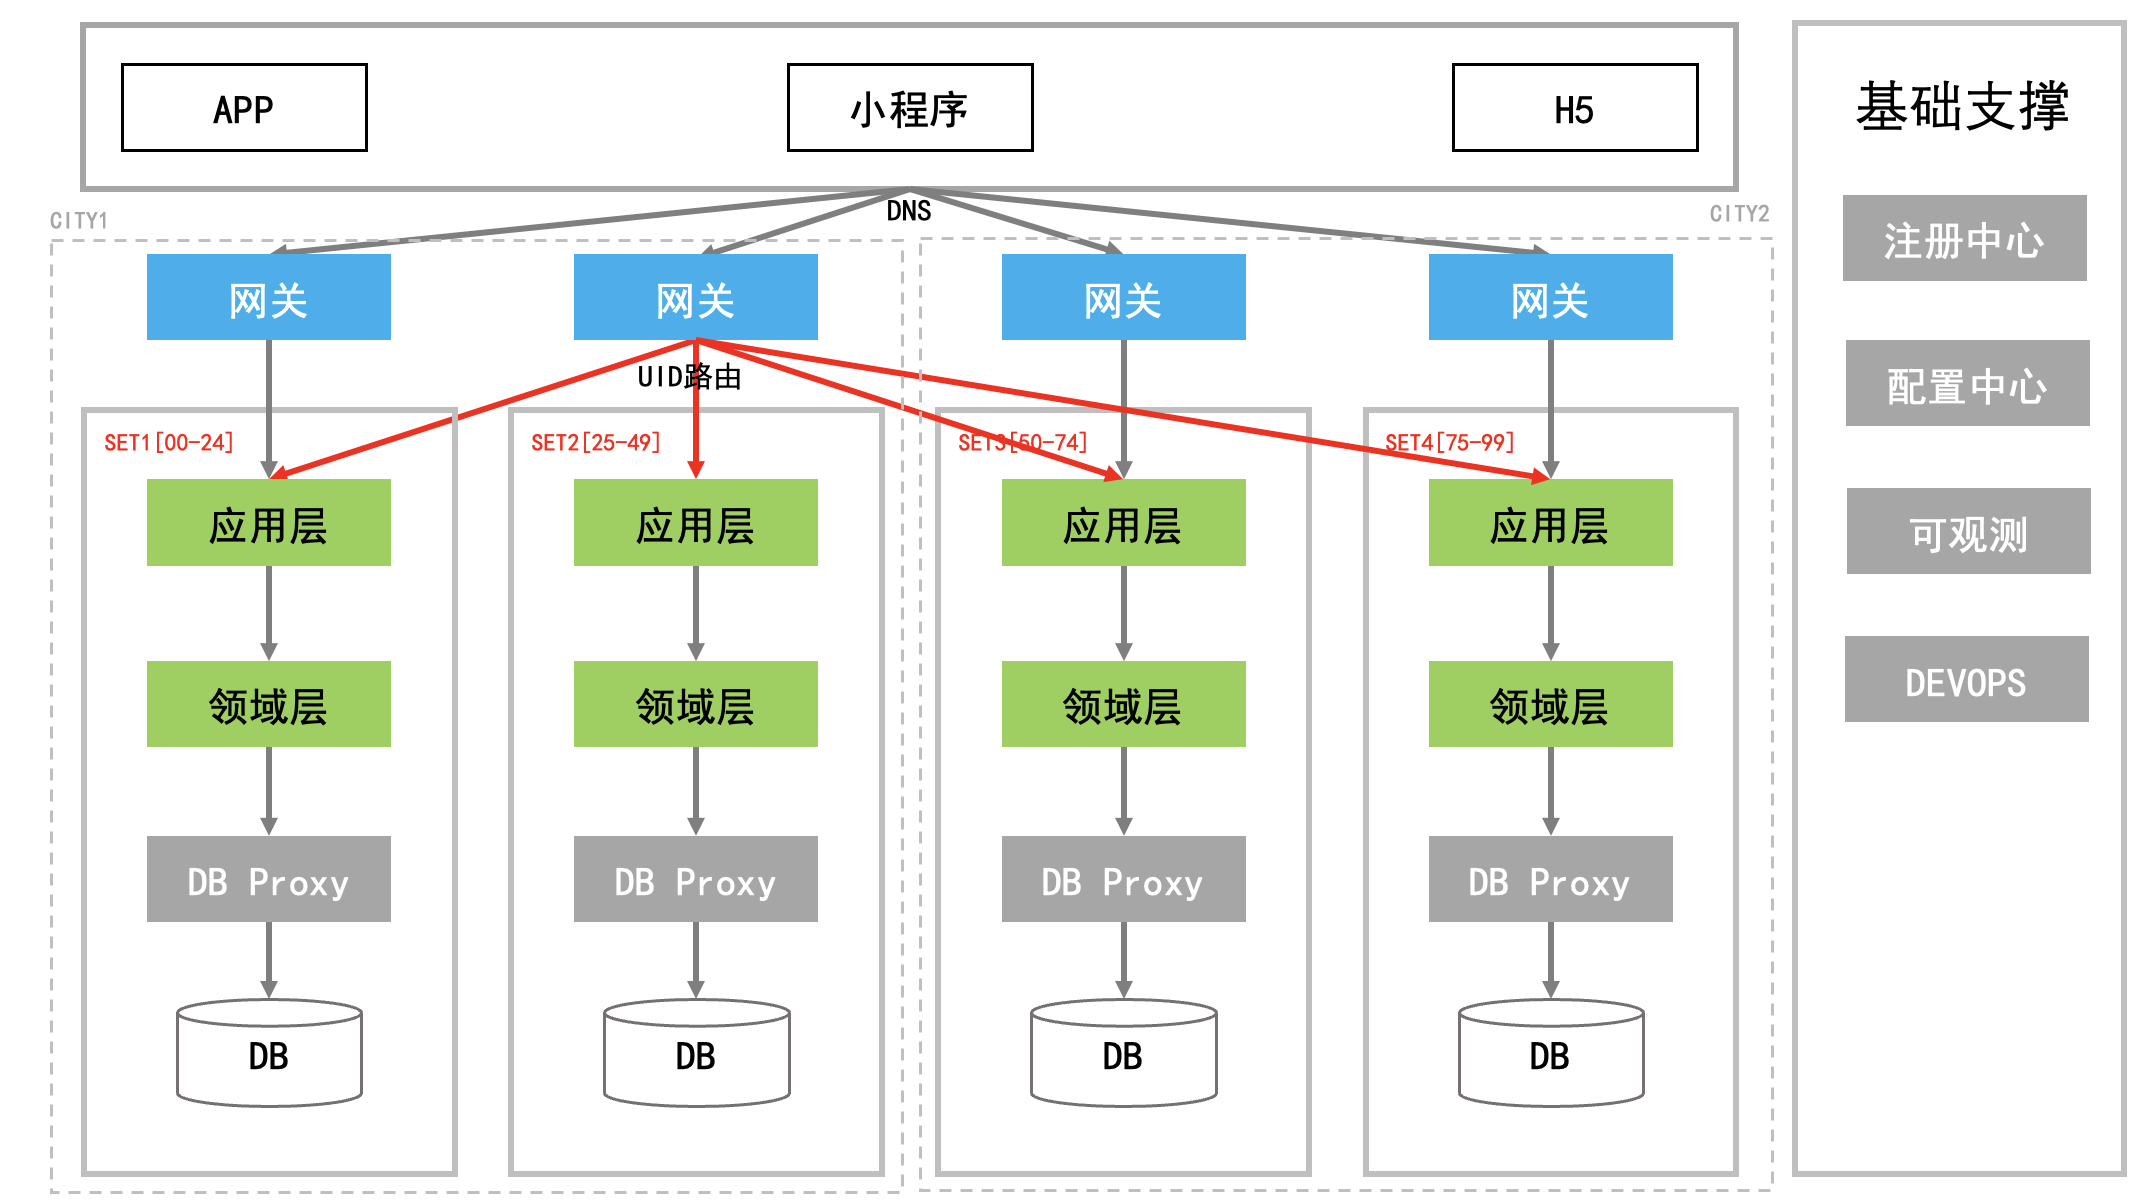 APP
小程序
H5
基础支撑
CITY1
DNS
CITY2
注册中心
网关
网关
网关
网关
配置中心
UID路由
SET1[00-24]
SET2[25-49]
SET3[50-74]
SET4[75-99]
应用层
应用层
应用层
应用层
可观测
领域层
领域层
领域层
领域层
DEVOPS
DB Proxy
DB Proxy
DB Proxy
DB Proxy
DB
DB
DB
DB